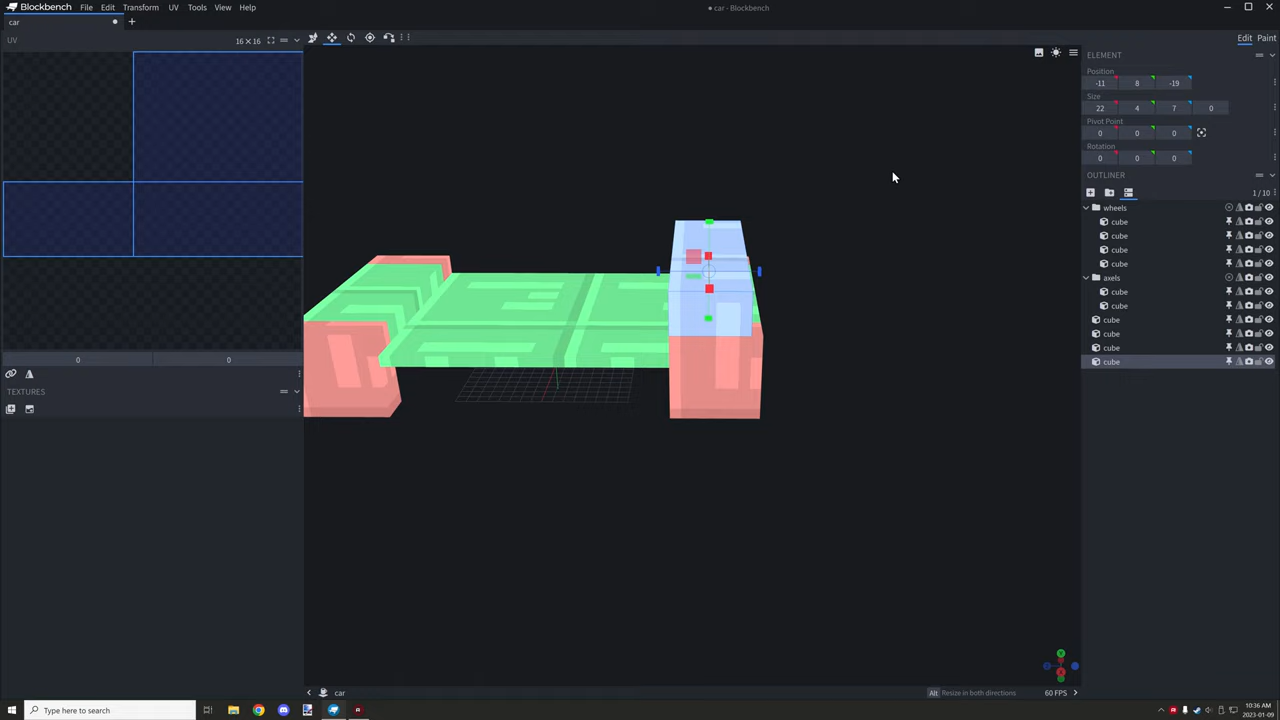 Blockbench File Edit Transform UV Tools View Help
● car - Blockbench
car
UV
16×16
Edit Paint
ELEMENT
Position
-11 8 -19
Size
22 4 7 0
Pivot Point
0 0 0
Rotation
0 0 0
OUTLINER
1 / 10
wheels
cube
cube
cube
cube
axels
cube
cube
cube
cube
cube
cube
0 0
TEXTURES
car
Alt Resize in both directions
60 FPS
Type here to search
10:36 AM
2023-01-09